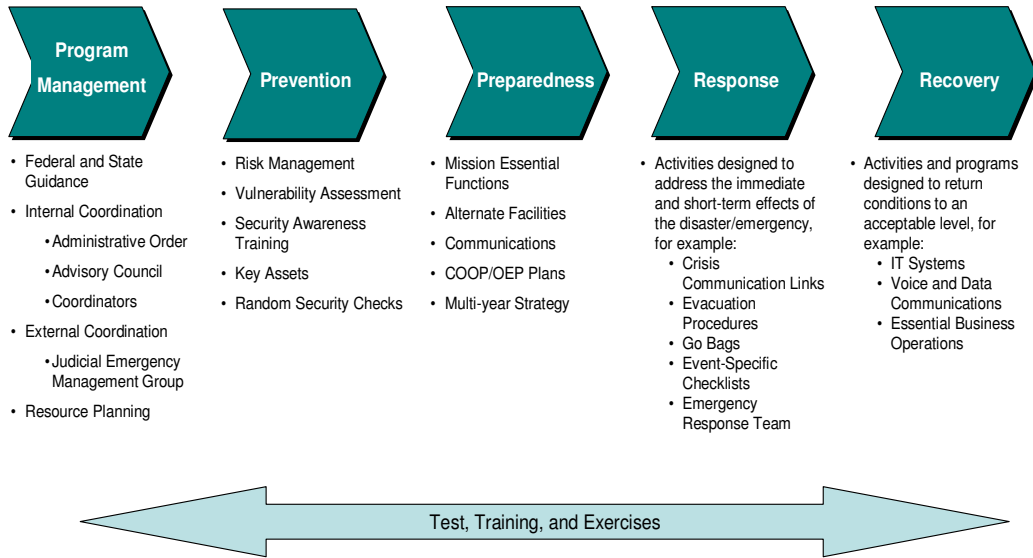 Program
Management
Prevention
Preparedness
Response
Recovery
• Federal and State
Guidance
• Internal Coordination
• Administrative Order
• Advisory Council
• Coordinators
• External Coordination
• Judicial Emergency
Management Group
• Resource Planning
• Risk Management
• Vulnerability Assessment
• Security Awareness
Training
• Key Assets
• Random Security Checks
• Mission Essential
Functions
• Alternate Facilities
• Communications
• COOP/OEP Plans
• Multi-year Strategy
• Activities designed to
address the immediate
and short-term effects of
the disaster/emergency,
for example:
• Crisis
Communication Links
• Evacuation
Procedures
• Go Bags
• Event-Specific
Checklists
• Emergency
Response Team
• Activities and programs
designed to return
conditions to an
acceptable level, for
example:
• IT Systems
• Voice and Data
Communications
• Essential Business
Operations
Test, Training, and Exercises